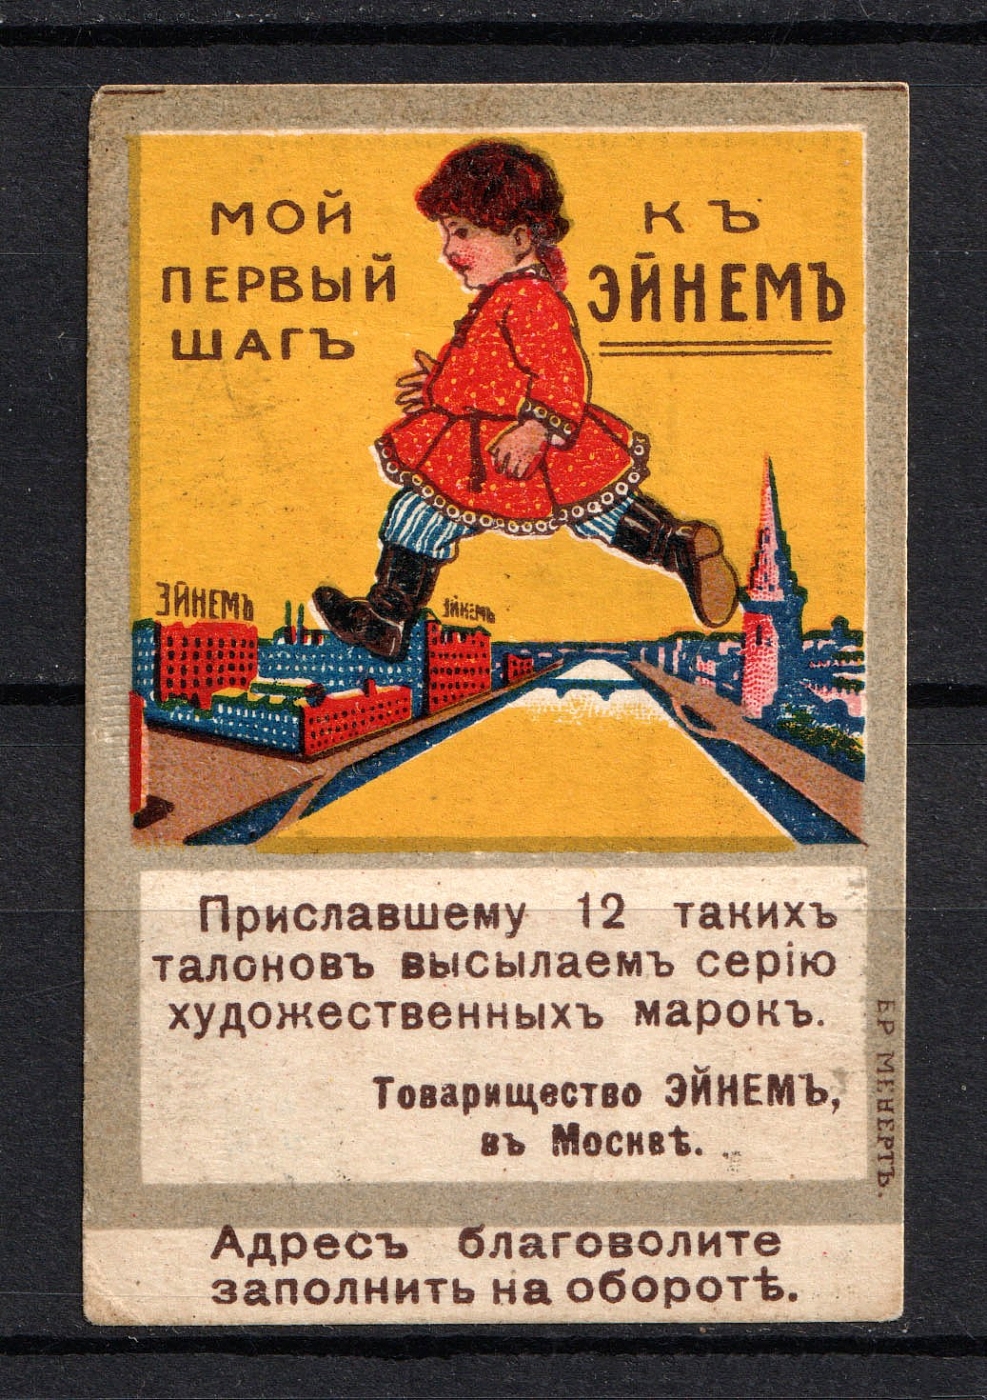 МОЙ
ПЕРВЫЙ
ШАГЪ
КЪ
ЭЙНЕМЪ
ЭЙНЕМЪ
ЭЙНЕМЪ
Приславшему 12 такихъ
талоновъ высылаемъ серію
художественныхъ марокъ.
Товарищество ЭЙНЕМЪ,
въ Москвѣ.
БР МЕНЕРТЪ.
Адресъ благоволите
заполнить на оборотѣ.